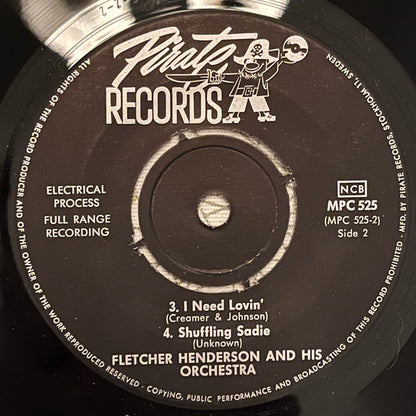 2-2
Pirate
RECORDS
ELECTRICAL
PROCESS
FULL RANGE
RECORDING
NCB
MPC 525
(MPC 525-2)
Side 2
3. I Need Lovin'
(Creamer & Johnson)
4. Shuffling Sadie
(Unknown)
FLETCHER HENDERSON AND HIS
ORCHESTRA
ALL RIGHTS OF THE RECORD PRODUCER AND OF THE OWNER OF THE WORK REPRODUCED RESERVED · COPYING, PUBLIC PERFORMANCE AND BROADCASTING OF THIS RECORD PROHIBITED · MFD. BY PIRATE RECORDS, STOCKHOLM 11, SWEDEN